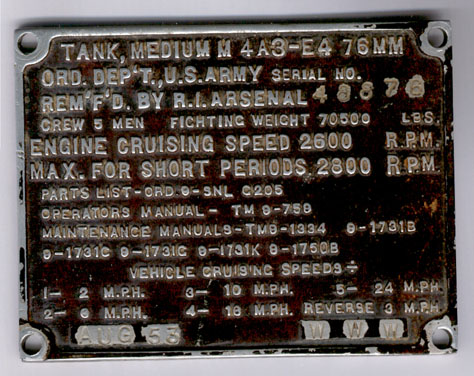 TANK, MEDIUM M 4A3-E4 76MM
ORD. DEP'T., U.S. ARMY SERIAL NO.
REM'F'D. BY R.I. ARSENAL
CREW 5 MEN FIGHTING WEIGHT 70500 LBS.
ENGINE CRUISING SPEED 2600 R.P.M.
MAX. FOR SHORT PERIODS 2800 R.P.M.
PARTS LIST-ORD 9-SNL G205
OPERATORS MANUAL- TM 9-759
MAINTENANCE MANUALS-TM9-1334 9-1731B
9-1731C 9-1731G 9-1731K 9-1750B
VEHICLE CRUISING SPEEDS÷
1- 2 M.P.H. 3- 10 M.P.H. 5- 24 M.P.H.
2- 6 M.P.H. 4- 18 M.P.H. REVERSE 3 M.P.H.
AUG 53 W W W